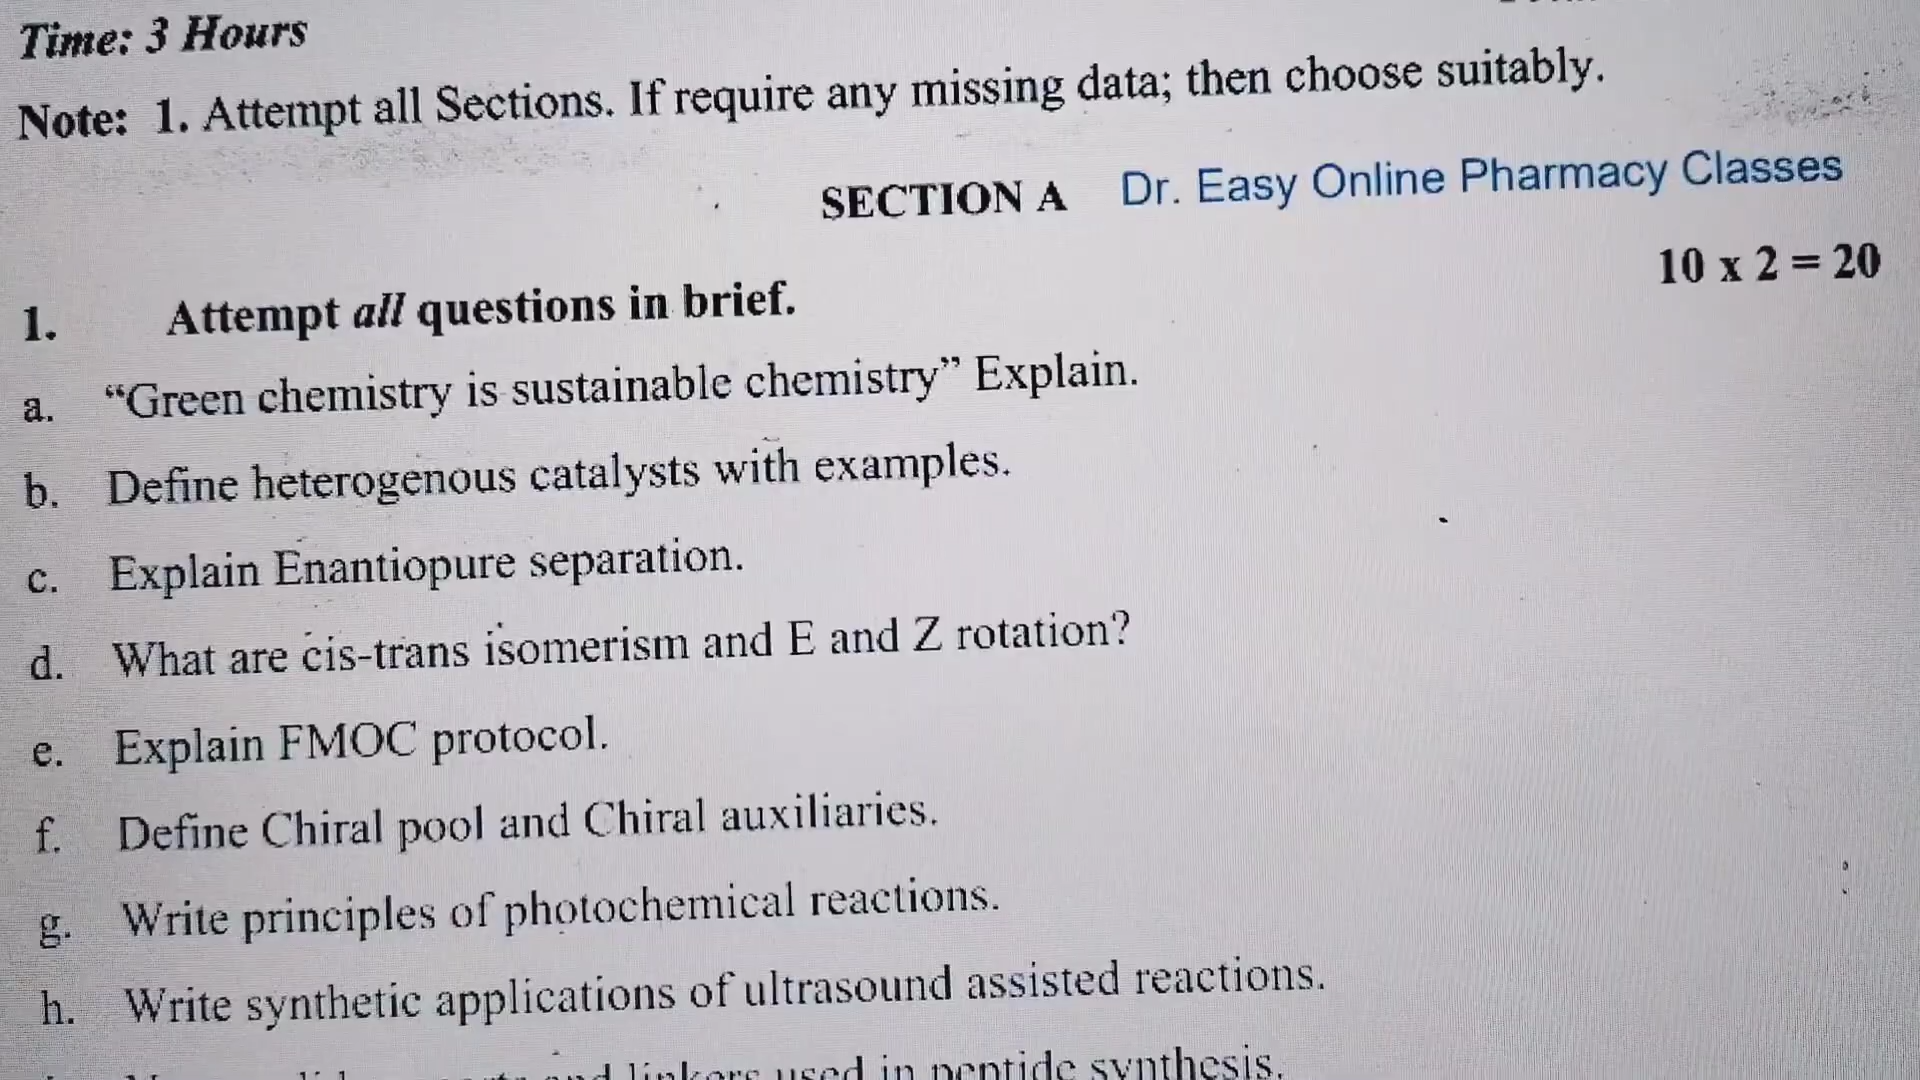 Time: 3 Hours
Note: 1. Attempt all Sections. If require any missing data; then choose suitably.
SECTION A
Dr. Easy Online Pharmacy Classes
10 x 2 = 20
1. Attempt all questions in brief.
a. “Green chemistry is sustainable chemistry” Explain.
b. Define heterogenous catalysts with examples.
c. Explain Enantiopure separation.
d. What are cis-trans isomerism and E and Z rotation?
e. Explain FMOC protocol.
f. Define Chiral pool and Chiral auxiliaries.
g. Write principles of photochemical reactions.
h. Write synthetic applications of ultrasound assisted reactions.
and linkers used in peptide synthesis.